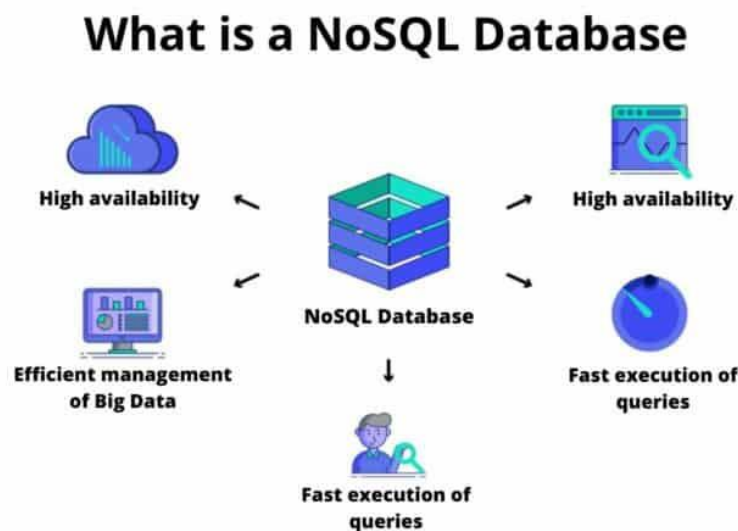 What is a NoSQL Database
High availability
High availability
NoSQL Database
Efficient management
of Big Data
Fast execution of
queries
Fast execution of
queries